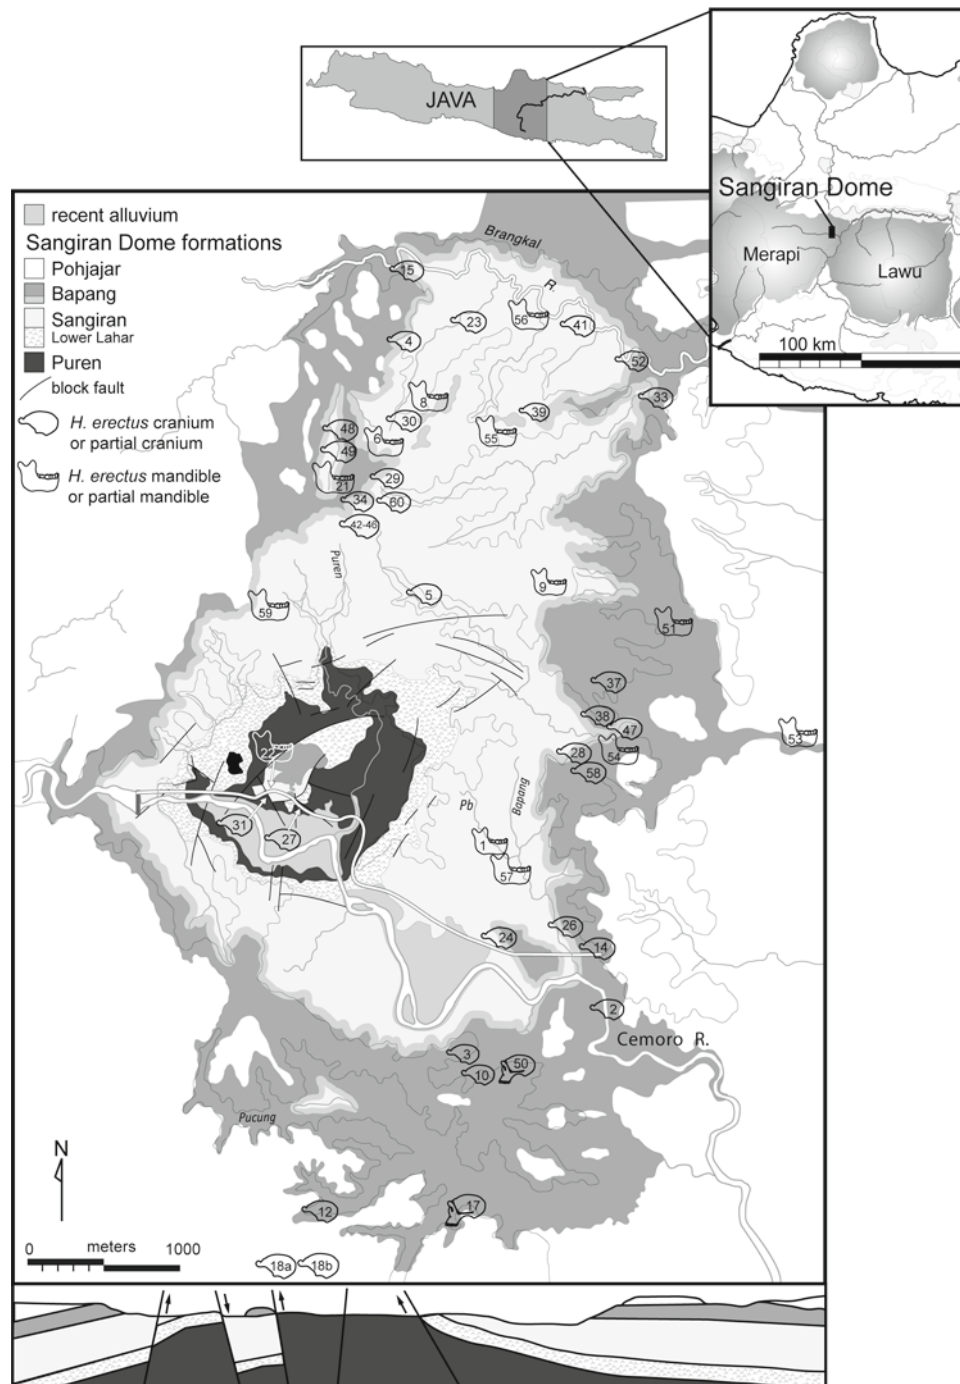 JAVA
Sangiran Dome
Merapi
Lawu
100 km
recent alluvium
Sangiran Dome formations
Pohjajar
Bapang
Sangiran
Lower Lahar
Puren
block fault
H. erectus cranium
or partial cranium
H. erectus mandible
or partial mandible
Brangkal
R.
15
23
56
41
4
52
8
33
39
30
48
6
55
49
21
29
34
60
42-46
Puren
5
9
59
51
37
38
47
53
22
28
54
58
Pb
Bapang
31
27
1
57
26
24
14
2
Cemoro R.
3
50
10
Pucung
N
12
17
0 meters 1000
18a
18b